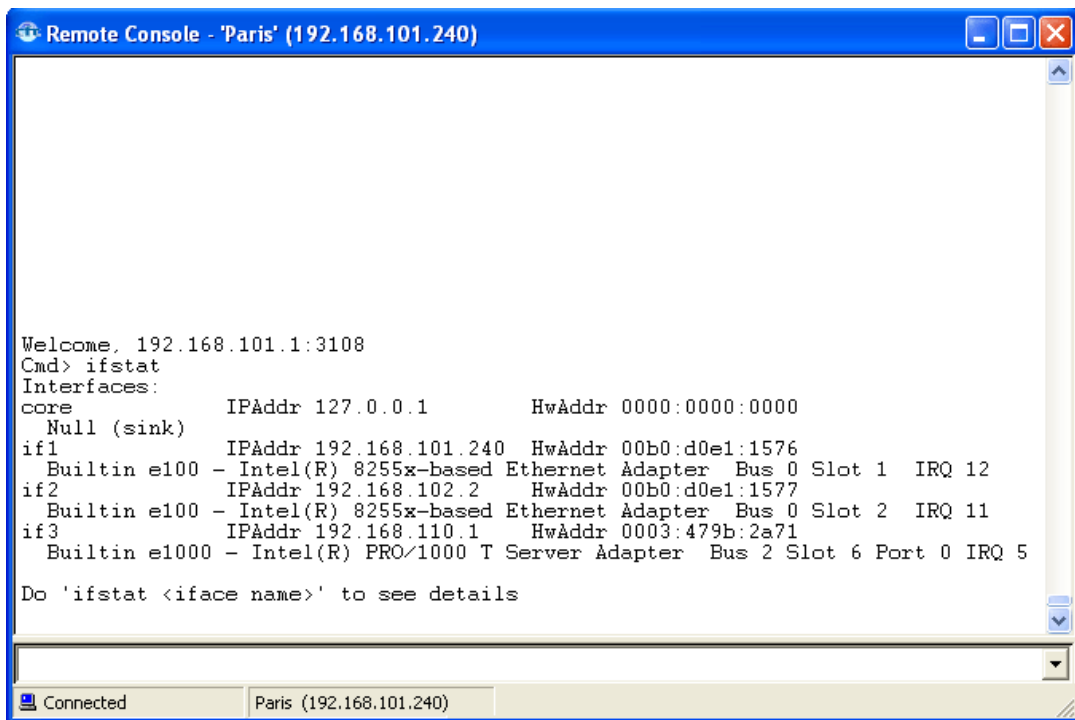 Remote Console - 'Paris' (192.168.101.240)
Welcome, 192.168.101.1:3108
Cmd> ifstat
Interfaces:
core IPAddr 127.0.0.1 HwAddr 0000:0000:0000
Null (sink)
if1 IPAddr 192.168.101.240 HwAddr 00b0:d0e1:1576
Builtin e100 - Intel(R) 8255x-based Ethernet Adapter Bus 0 Slot 1 IRQ 12
if2 IPAddr 192.168.102.2 HwAddr 00b0:d0e1:1577
Builtin e100 - Intel(R) 8255x-based Ethernet Adapter Bus 0 Slot 2 IRQ 11
if3 IPAddr 192.168.110.1 HwAddr 0003:479b:2a71
Builtin e1000 - Intel(R) PRO/1000 T Server Adapter Bus 2 Slot 6 Port 0 IRQ 5
Do 'ifstat <iface name>' to see details
Connected Paris (192.168.101.240)